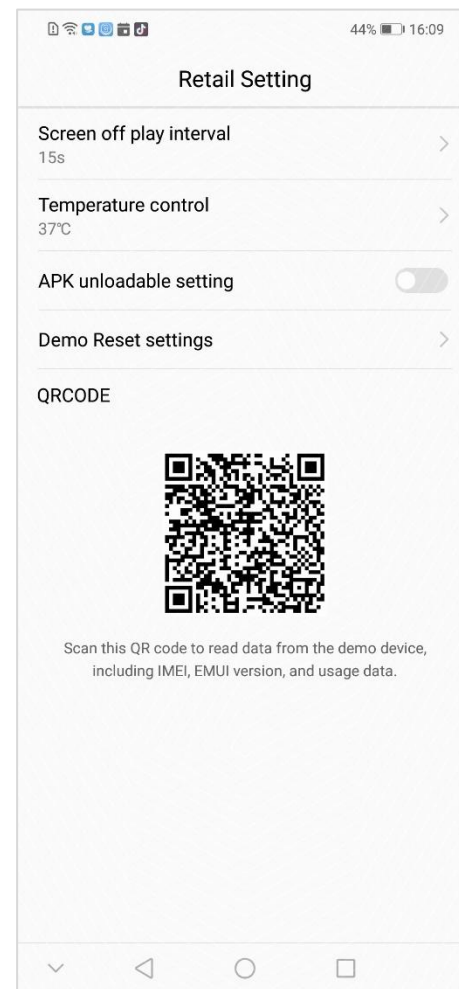 44% 16:09
Retail Setting
Screen off play interval
15s
Temperature control
37℃
APK unloadable setting
Demo Reset settings
QRCODE
Scan this QR code to read data from the demo device,
including IMEI, EMUI version, and usage data.